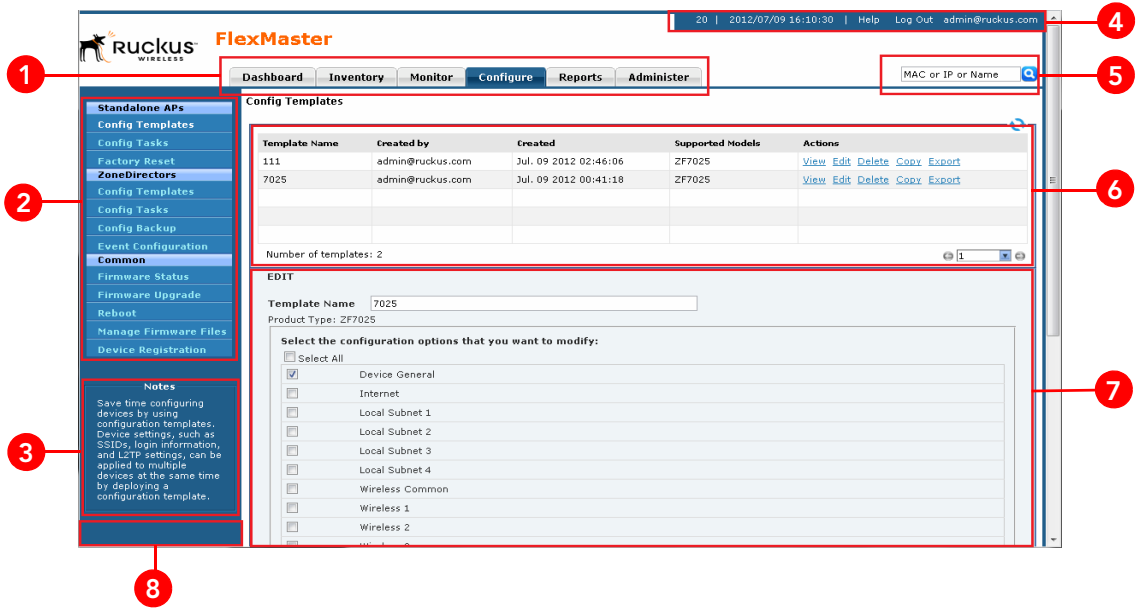 20 | 2012/07/09 16:10:30 | Help Log Out admin@ruckus.com
4
Ruckus
WIRELESS
FlexMaster
1
Dashboard Inventory Monitor Configure Reports Administer
MAC or IP or Name
5
Standalone APs
Config Templates
Config Tasks
Factory Reset
ZoneDirectors
Config Templates
Config Tasks
Config Backup
Event Configuration
Common
Firmware Status
Firmware Upgrade
Reboot
Manage Firmware Files
Device Registration
2
Notes
Save time configuring
devices by using
configuration templates.
Device settings, such as
SSIDs, login information,
and L2TP settings, can be
applied to multiple
devices at the same time
by deploying a
configuration template.
3
8
Config Templates
Template Name Created by Created Supported Models Actions
111 admin@ruckus.com Jul. 09 2012 02:46:06 ZF7025 View Edit Delete Copy Export
7025 admin@ruckus.com Jul. 09 2012 00:41:18 ZF7025 View Edit Delete Copy Export
Number of templates: 2
1
6
EDIT
Template Name 7025
Product Type: ZF7025
Select the configuration options that you want to modify:
Select All
Device General
Internet
Local Subnet 1
Local Subnet 2
Local Subnet 3
Local Subnet 4
Wireless Common
Wireless 1
Wireless 2
7